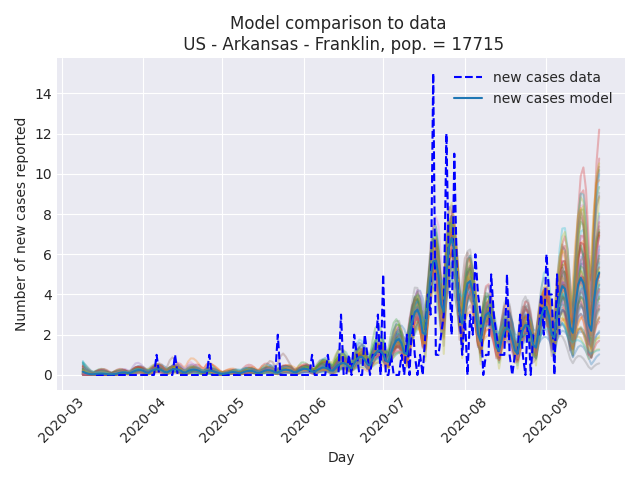 Model comparison to data
US - Arkansas - Franklin, pop. = 17715
new cases data
new cases model
Number of new cases reported
14
12
10
8
6
4
2
0
2020-03
2020-04
2020-05
2020-06
2020-07
2020-08
2020-09
Day